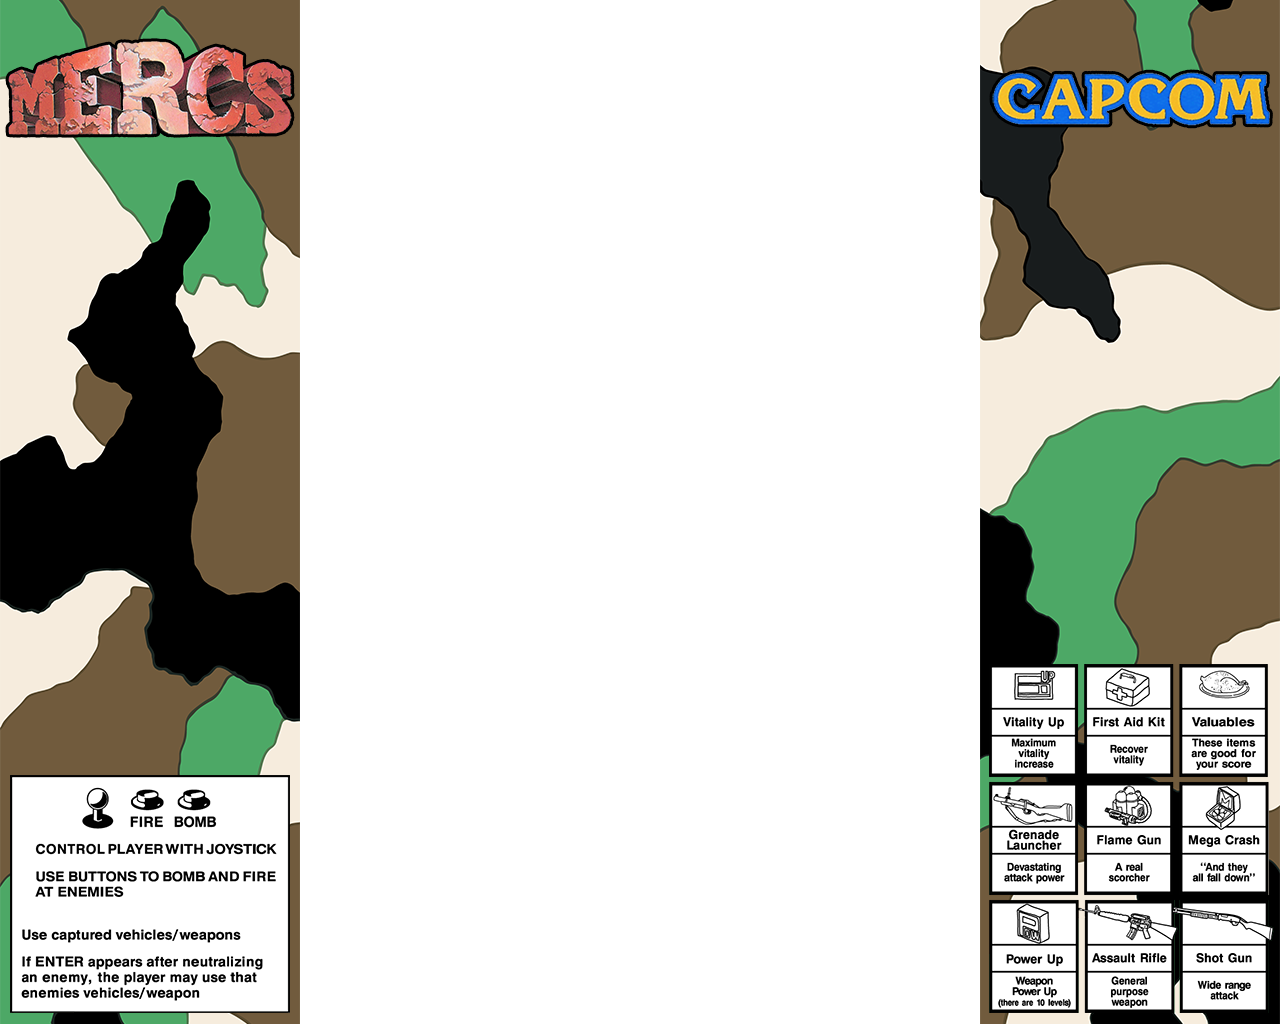 MERCS
CAPCOM
FIRE BOMB
CONTROL PLAYER WITH JOYSTICK
USE BUTTONS TO BOMB AND FIRE
AT ENEMIES
Use captured vehicles/weapons
If ENTER appears after neutralizing
an enemy, the player may use that
enemies vehicles/weapon
UP
Vitality Up
Maximum
vitality
increase
First Aid Kit
Recover
vitality
Valuables
These items
are good for
your score
Grenade
Launcher
Devastating
attack power
Flame Gun
A real
scorcher
Mega Crash
"And they
all fall down"
Power Up
Weapon
Power Up
(there are 10 levels)
Assault Rifle
General
purpose
weapon
Shot Gun
Wide range
attack